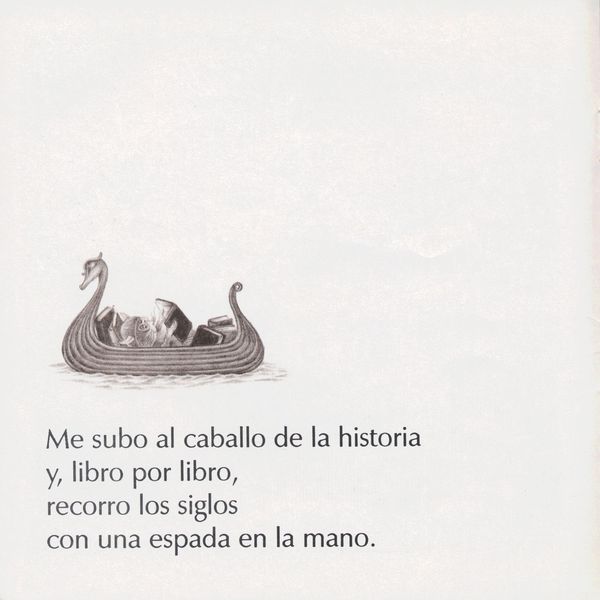 Me subo al caballo de la historia
y, libro por libro,
recorro los siglos
con una espada en la mano.